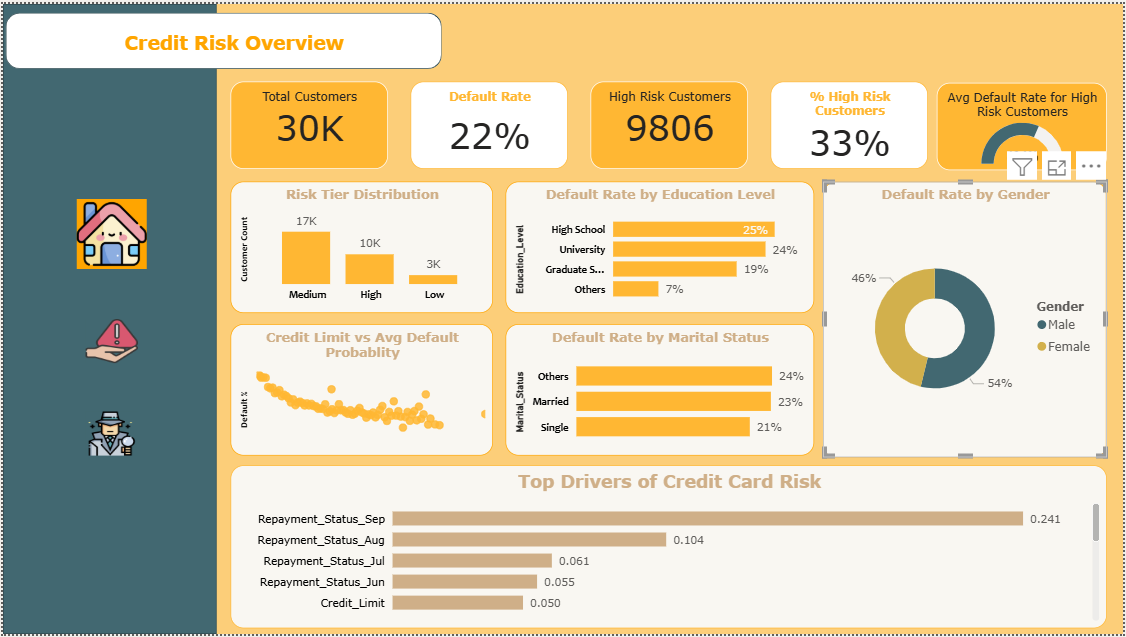 Credit Risk Overview
Total Customers
30K
Default Rate
22%
High Risk Customers
9806
% High Risk
Customers
33%
Avg Default Rate for High
Risk Customers
Risk Tier Distribution
Customer Count
17K
10K
3K
Medium
High
Low
Default Rate by Education Level
Education_Level
High School
25%
University
24%
Graduate S...
19%
Others
7%
Default Rate by Gender
46%
54%
Gender
Male
Female
Credit Limit vs Avg Default
Probablity
Default %
Default Rate by Marital Status
Marital_Status
Others
24%
Married
23%
Single
21%
Top Drivers of Credit Card Risk
Repayment_Status_Sep
0.241
Repayment_Status_Aug
0.104
Repayment_Status_Jul
0.061
Repayment_Status_Jun
0.055
Credit_Limit
0.050